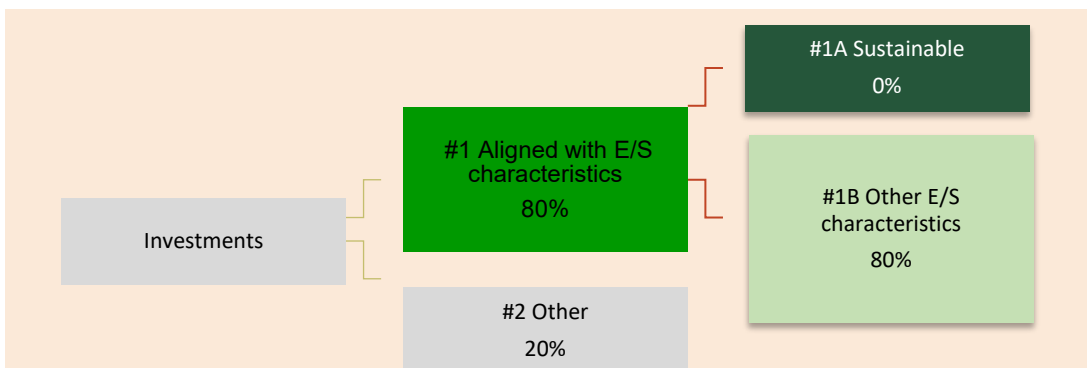 #1A Sustainable
0%
#1 Aligned with E/S
characteristics
80%
#1B Other E/S
characteristics
80%
Investments
#2 Other
20%